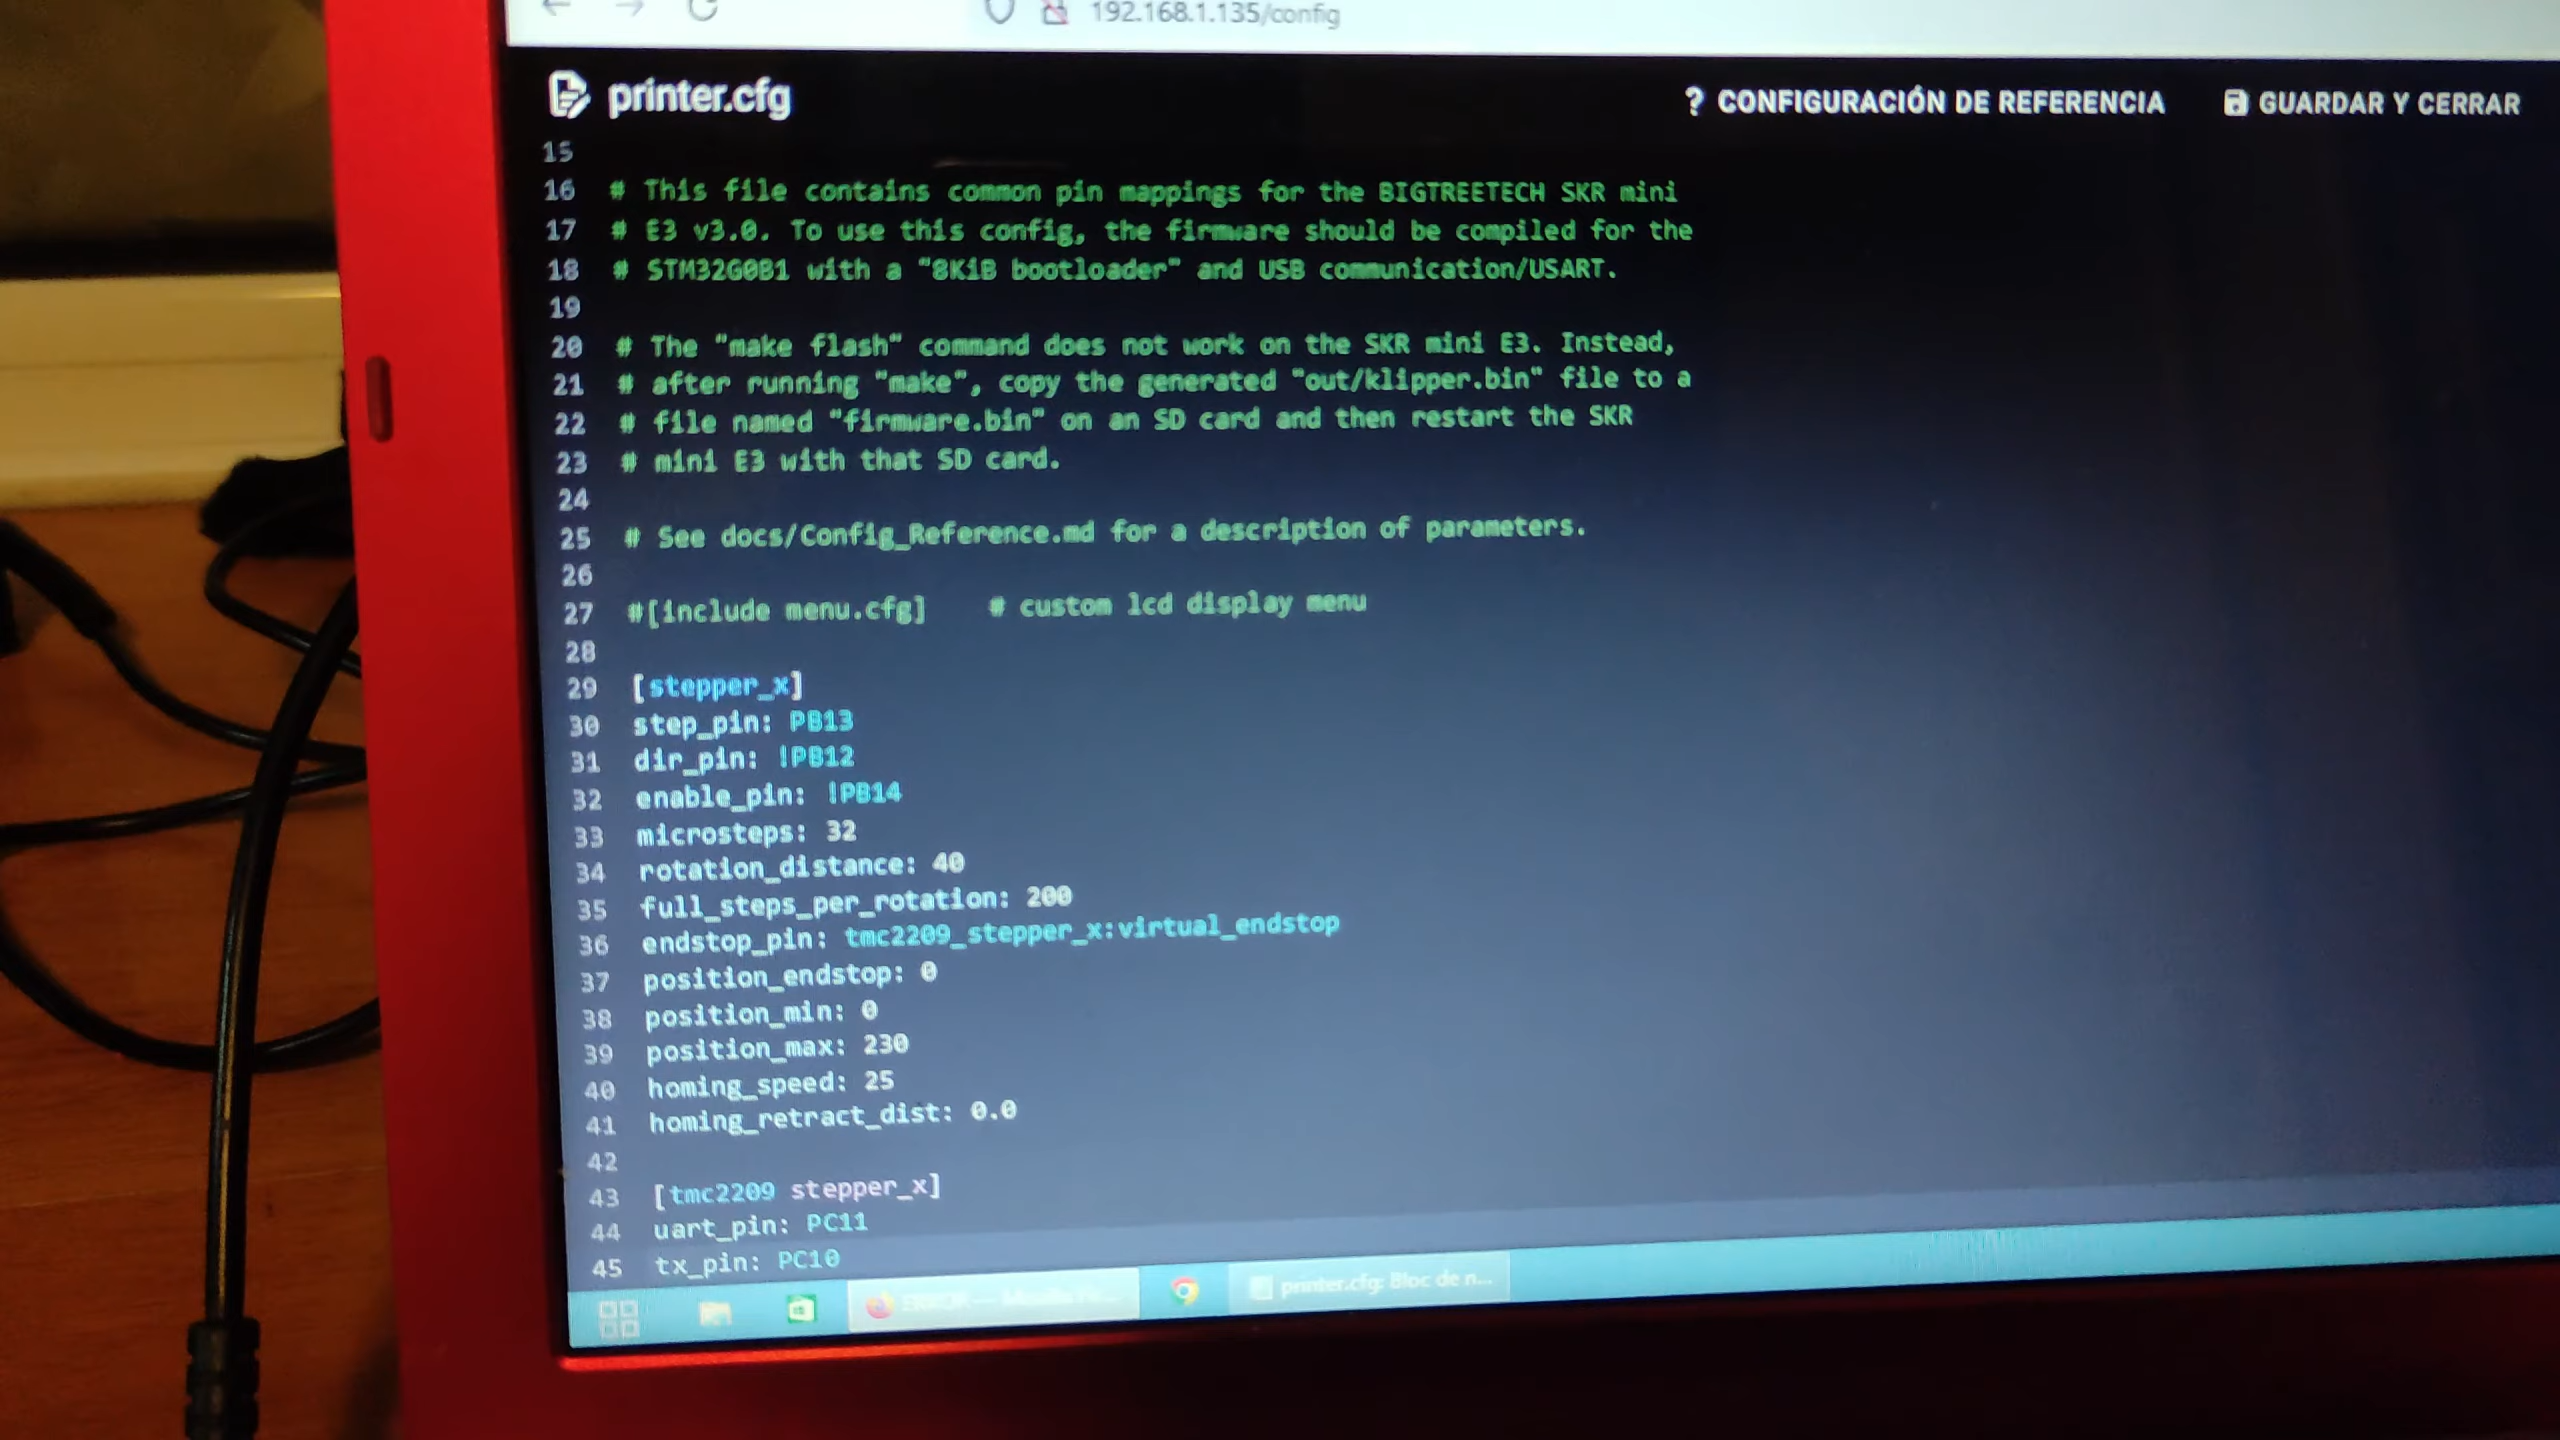 192.168.1.135/config
printer.cfg
? CONFIGURACIÓN DE REFERENCIA
GUARDAR Y CERRAR
15
16 # This file contains common pin mappings for the BIGTREETECH SKR mini
17 # E3 v3.0. To use this config, the firmware should be compiled for the
18 # STM32G0B1 with a "8KiB bootloader" and USB communication/USART.
19
20 # The "make flash" command does not work on the SKR mini E3. Instead,
21 # after running "make", copy the generated "out/klipper.bin" file to a
22 # file named "firmware.bin" on an SD card and then restart the SKR
23 # mini E3 with that SD card.
24
25 # See docs/Config_Reference.md for a description of parameters.
26
27 #[include menu.cfg]    # custom lcd display menu
28
29 [stepper_x]
30 step_pin: PB13
31 dir_pin: !PB12
32 enable_pin: !PB14
33 microsteps: 32
34 rotation_distance: 40
35 full_steps_per_rotation: 200
36 endstop_pin: tmc2209_stepper_x:virtual_endstop
37 position_endstop: 0
38 position_min: 0
39 position_max: 230
40 homing_speed: 25
41 homing_retract_dist: 0.0
42
43 [tmc2209 stepper_x]
44 uart_pin: PC11
45 tx_pin: PC10
printer.cfg: Bloc de n...